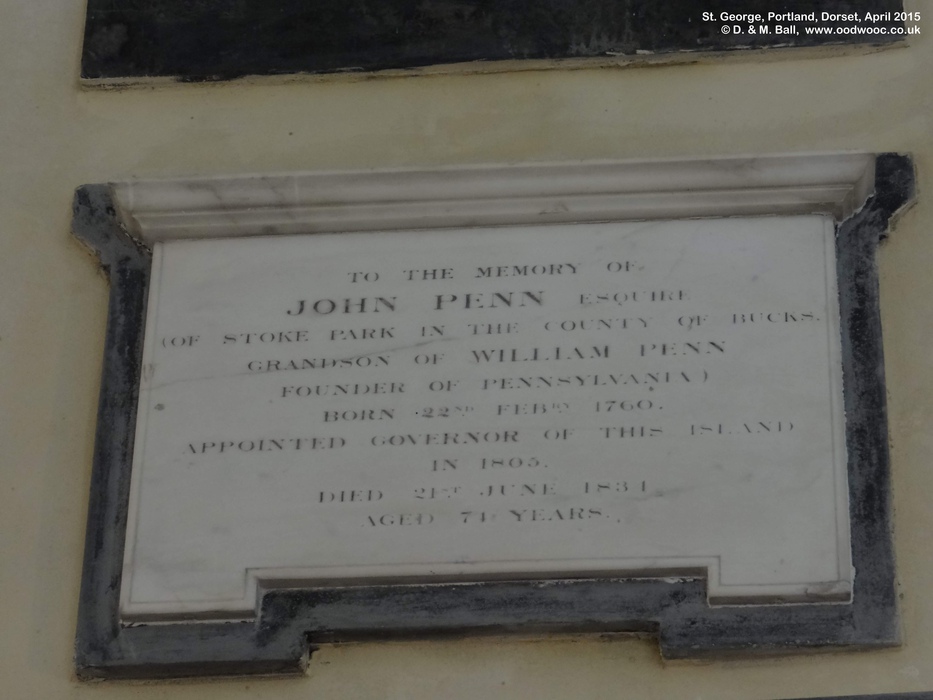 St. George, Portland, Dorset, April 2015
© D. & M. Ball, www.oodwooc.co.uk
TO THE MEMORY OF
JOHN PENN ESQUIRE
(OF STOKE PARK IN THE COUNTY OF BUCKS.
GRANDSON OF WILLIAM PENN
FOUNDER OF PENNSYLVANIA)
BORN 22ND FEBRY 1760.
APPOINTED GOVERNOR OF THIS ISLAND
IN 1805.
DIED 21ST JUNE 1834
AGED 74 YEARS.